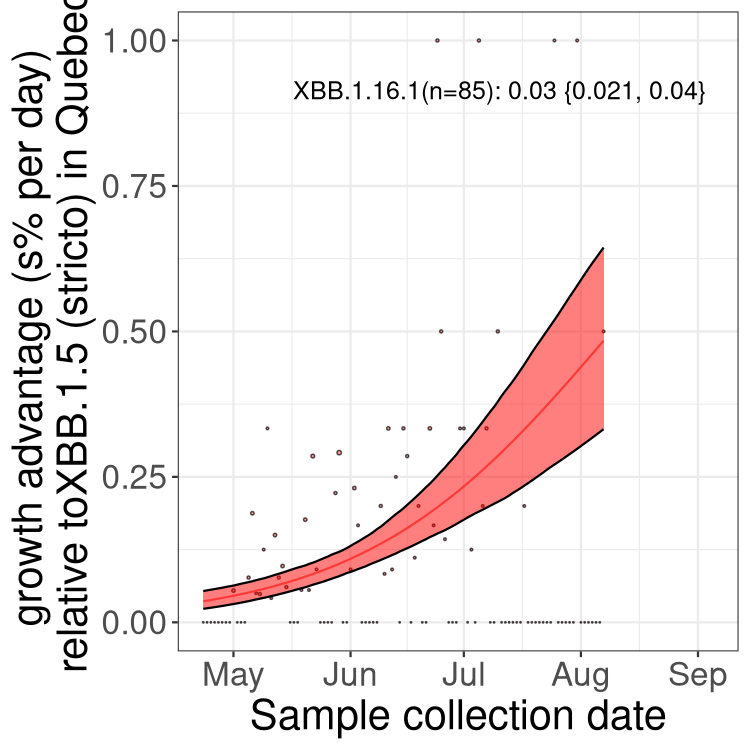 growth advantage (s% per day)
relative toXBB.1.5 (stricto) in Quebec
1.00
0.75
0.50
0.25
0.00
XBB.1.16.1(n=85): 0.03 {0.021, 0.04}
May Jun Jul Aug Sep
Sample collection date